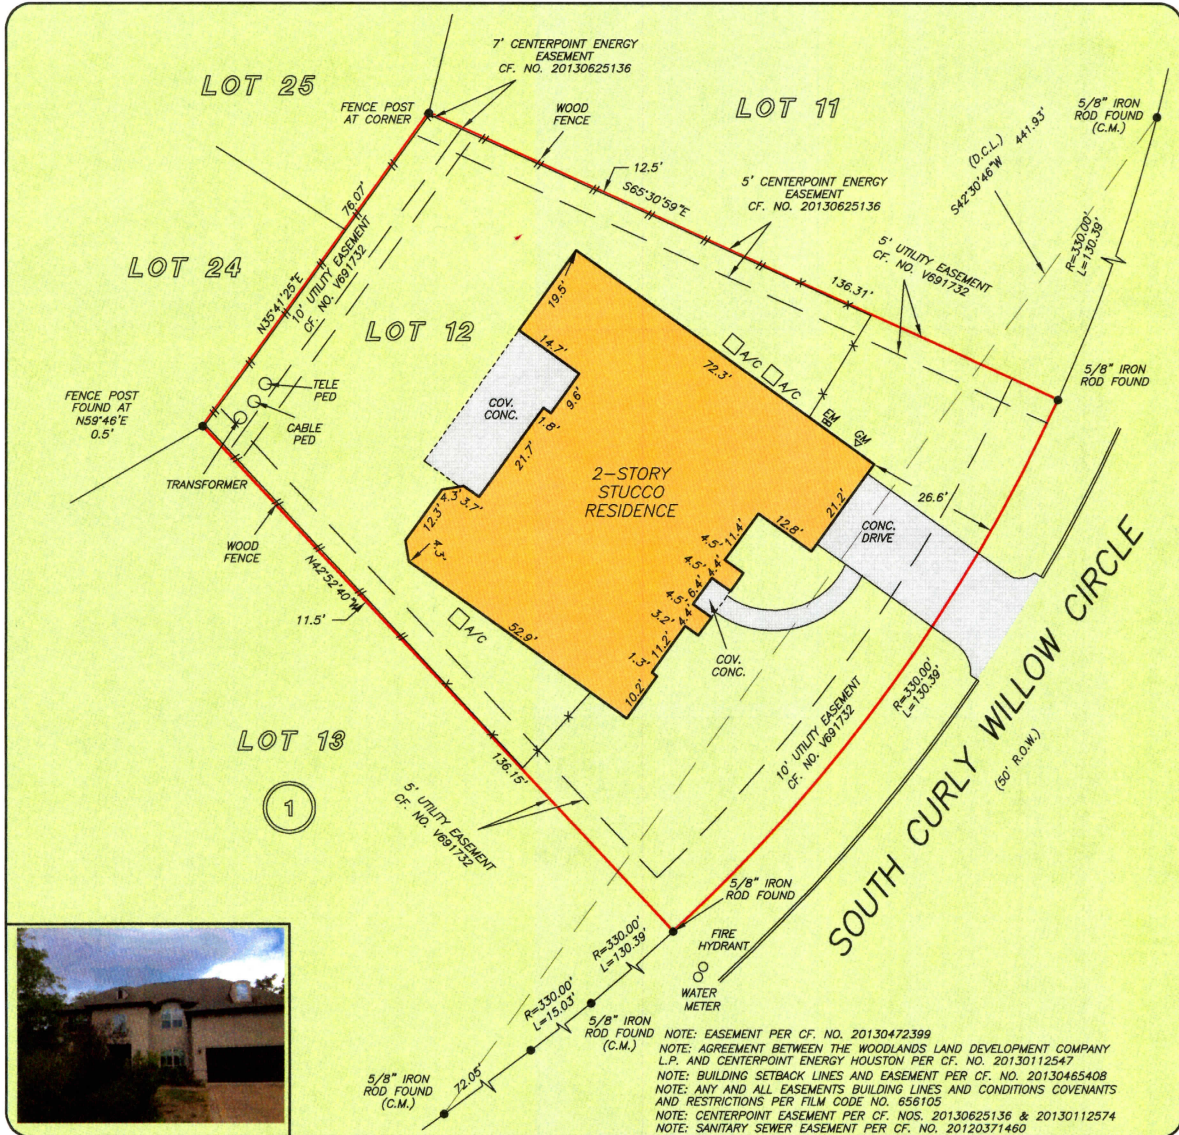 7' CENTERPOINT ENERGY
EASEMENT
CF. NO. 20130625136
LOT 25
FENCE POST
AT CORNER
WOOD
FENCE
LOT 11
5/8" IRON
ROD FOUND
(C.M.)
(D.C.L.)
S42°30'46"W 441.93'
12.5'
S65°30'59"E
5' CENTERPOINT ENERGY
EASEMENT
CF. NO. 20130625136
76.07'
R=330.00'
L=130.39'
5' UTILITY EASEMENT
CF. NO. V691732
136.31'
LOT 24
N35°41'25"E
10' UTILITY EASEMENT
CF. NO. V691732
LOT 12
19.5'
14.7'
72.3'
A/C
A/C
5/8" IRON
ROD FOUND
FENCE POST
FOUND AT
N59°46'E
0.5'
TELE
PED
CABLE
PED
COV.
CONC.
9.6'
1.8'
21.7'
EM
GM
TRANSFORMER
4.3'
3.7'
12.3'
4.3'
2-STORY
STUCCO
RESIDENCE
26.6'
21.2'
CONC.
DRIVE
12.8'
11.4'
4.5'
4.4'
4.5'
6.4'
4.5'
4.4'
3.2'
11.2'
1.3'
10.2'
WOOD
FENCE
N42°52'40"W
11.5'
A/C
52.9'
COV.
CONC.
SOUTH CURLY WILLOW CIRCLE
(50' R.O.W.)
R=330.00'
L=130.39'
10' UTILITY EASEMENT
CF. NO. V691732
LOT 13
1
136.15'
5' UTILITY EASEMENT
CF. NO. V691732
5/8" IRON
ROD FOUND
FIRE
HYDRANT
WATER
METER
R=330.00'
L=130.39'
R=330.00'
L=15.03'
5/8" IRON
ROD FOUND
(C.M.)
72.05'
5/8" IRON
ROD FOUND
(C.M.)
NOTE: EASEMENT PER CF. NO. 20130472399
NOTE: AGREEMENT BETWEEN THE WOODLANDS LAND DEVELOPMENT COMPANY
L.P. AND CENTERPOINT ENERGY HOUSTON PER CF. NO. 20130112547
NOTE: BUILDING SETBACK LINES AND EASEMENT PER CF. NO. 20130465408
NOTE: ANY AND ALL EASEMENTS BUILDING LINES AND CONDITIONS COVENANTS
AND RESTRICTIONS PER FILM CODE NO. 656105
NOTE: CENTERPOINT EASEMENT PER CF. NOS. 20130625136 & 20130112574
NOTE: SANITARY SEWER EASEMENT PER CF. NO. 20120371460